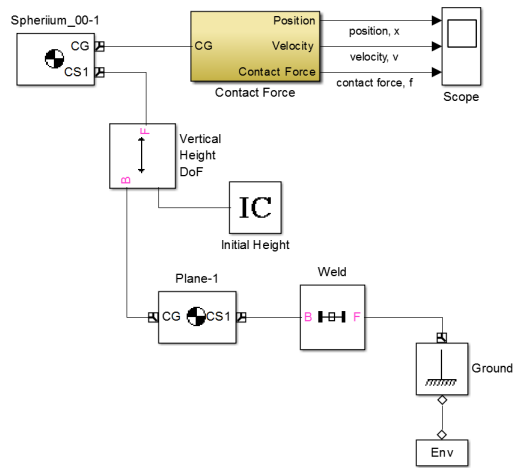 Spheriium_00-1
CG
CS1
CG
Position
Velocity
Contact Force
Contact Force
position, x
velocity, v
contact force, f
Scope
F
B
Vertical
Height
DoF
IC
Initial Height
Plane-1
CG CS1
Weld
B F
Ground
Env